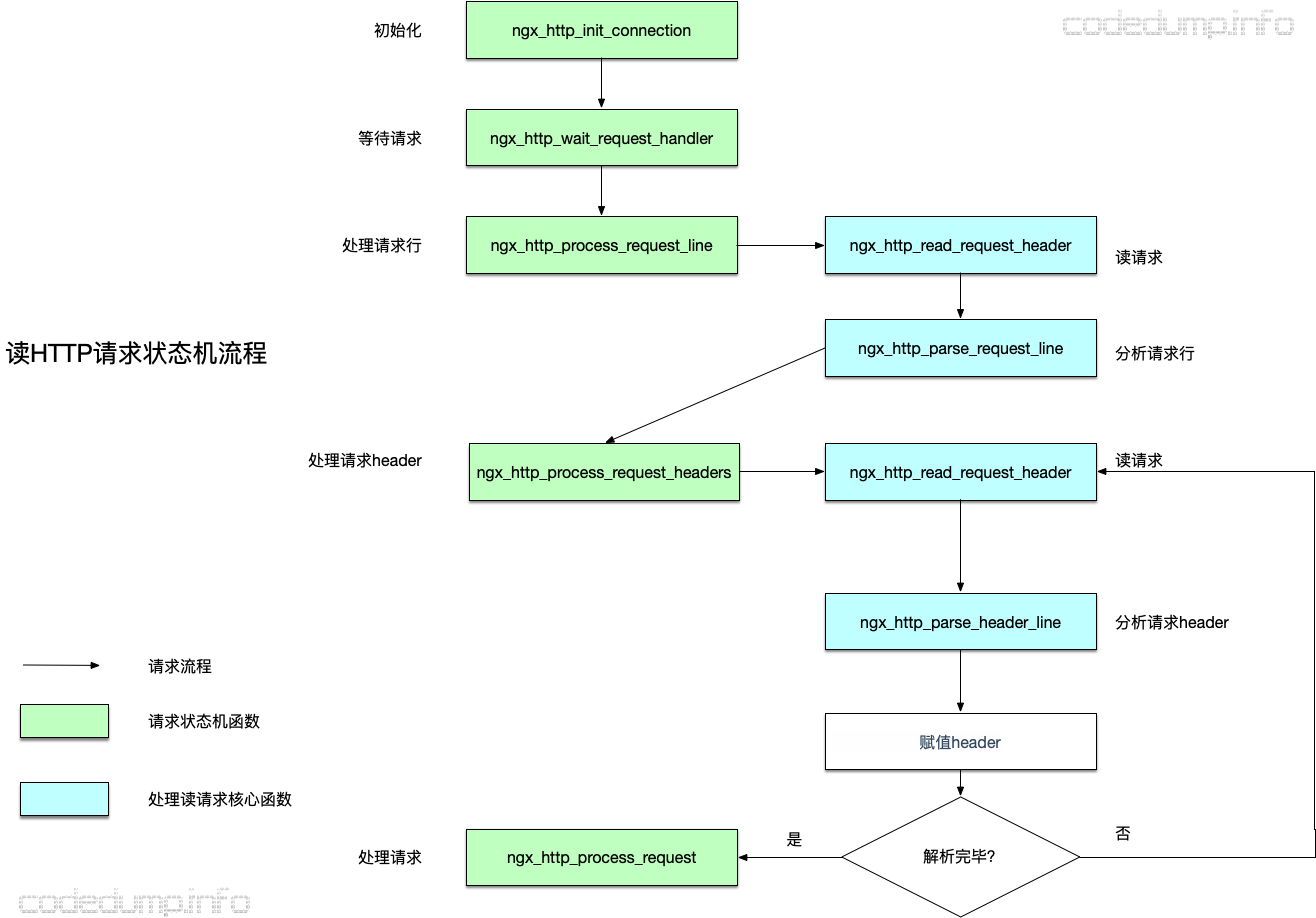 初始化
ngx_http_init_connection
codedump.info
等待请求
ngx_http_wait_request_handler
处理请求行
ngx_http_process_request_line
ngx_http_read_request_header
读请求
读HTTP请求状态机流程
ngx_http_parse_request_line
分析请求行
处理请求header
ngx_http_process_request_headers
ngx_http_read_request_header
读请求
ngx_http_parse_header_line
分析请求header
请求流程
请求状态机函数
赋值header
处理读请求核心函数
处理请求
ngx_http_process_request
是
解析完毕?
否
codedump.info